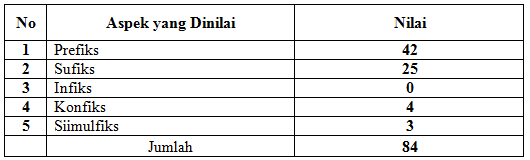 No Aspek yang Dinilai Nilai
1 Prefiks 42
2 Sufiks 25
3 Infiks 0
4 Konfiks 4
5 Siimulfiks 3
Jumlah 84